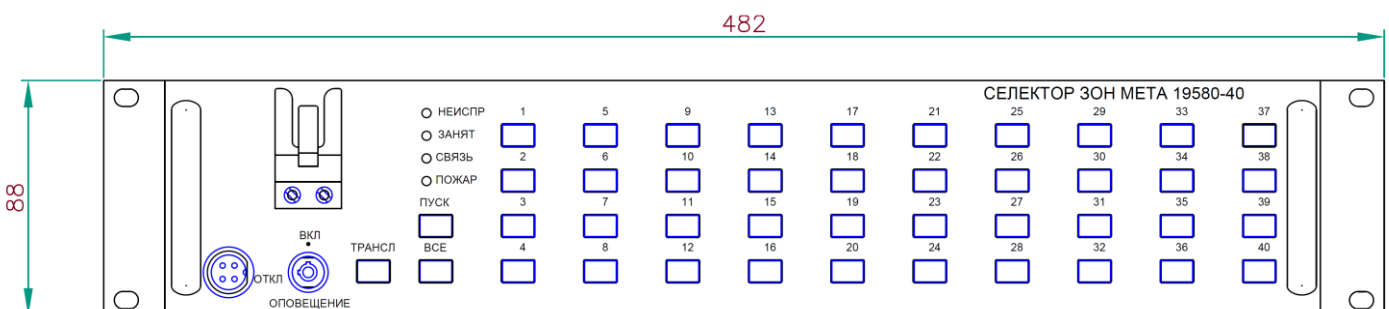 482
88
СЕЛЕКТОР ЗОН МЕТА 19580-40
НЕИСПР 1 5 9 13 17 21 25 29 33 37
ЗАНЯТ
СВЯЗЬ 2 6 10 14 18 22 26 30 34 38
ПОЖАР
ПУСК 3 7 11 15 19 23 27 31 35 39
ВКЛ
ТРАНСЛ ВСЕ 4 8 12 16 20 24 28 32 36 40
ОТКЛ
ОПОВЕЩЕНИЕ